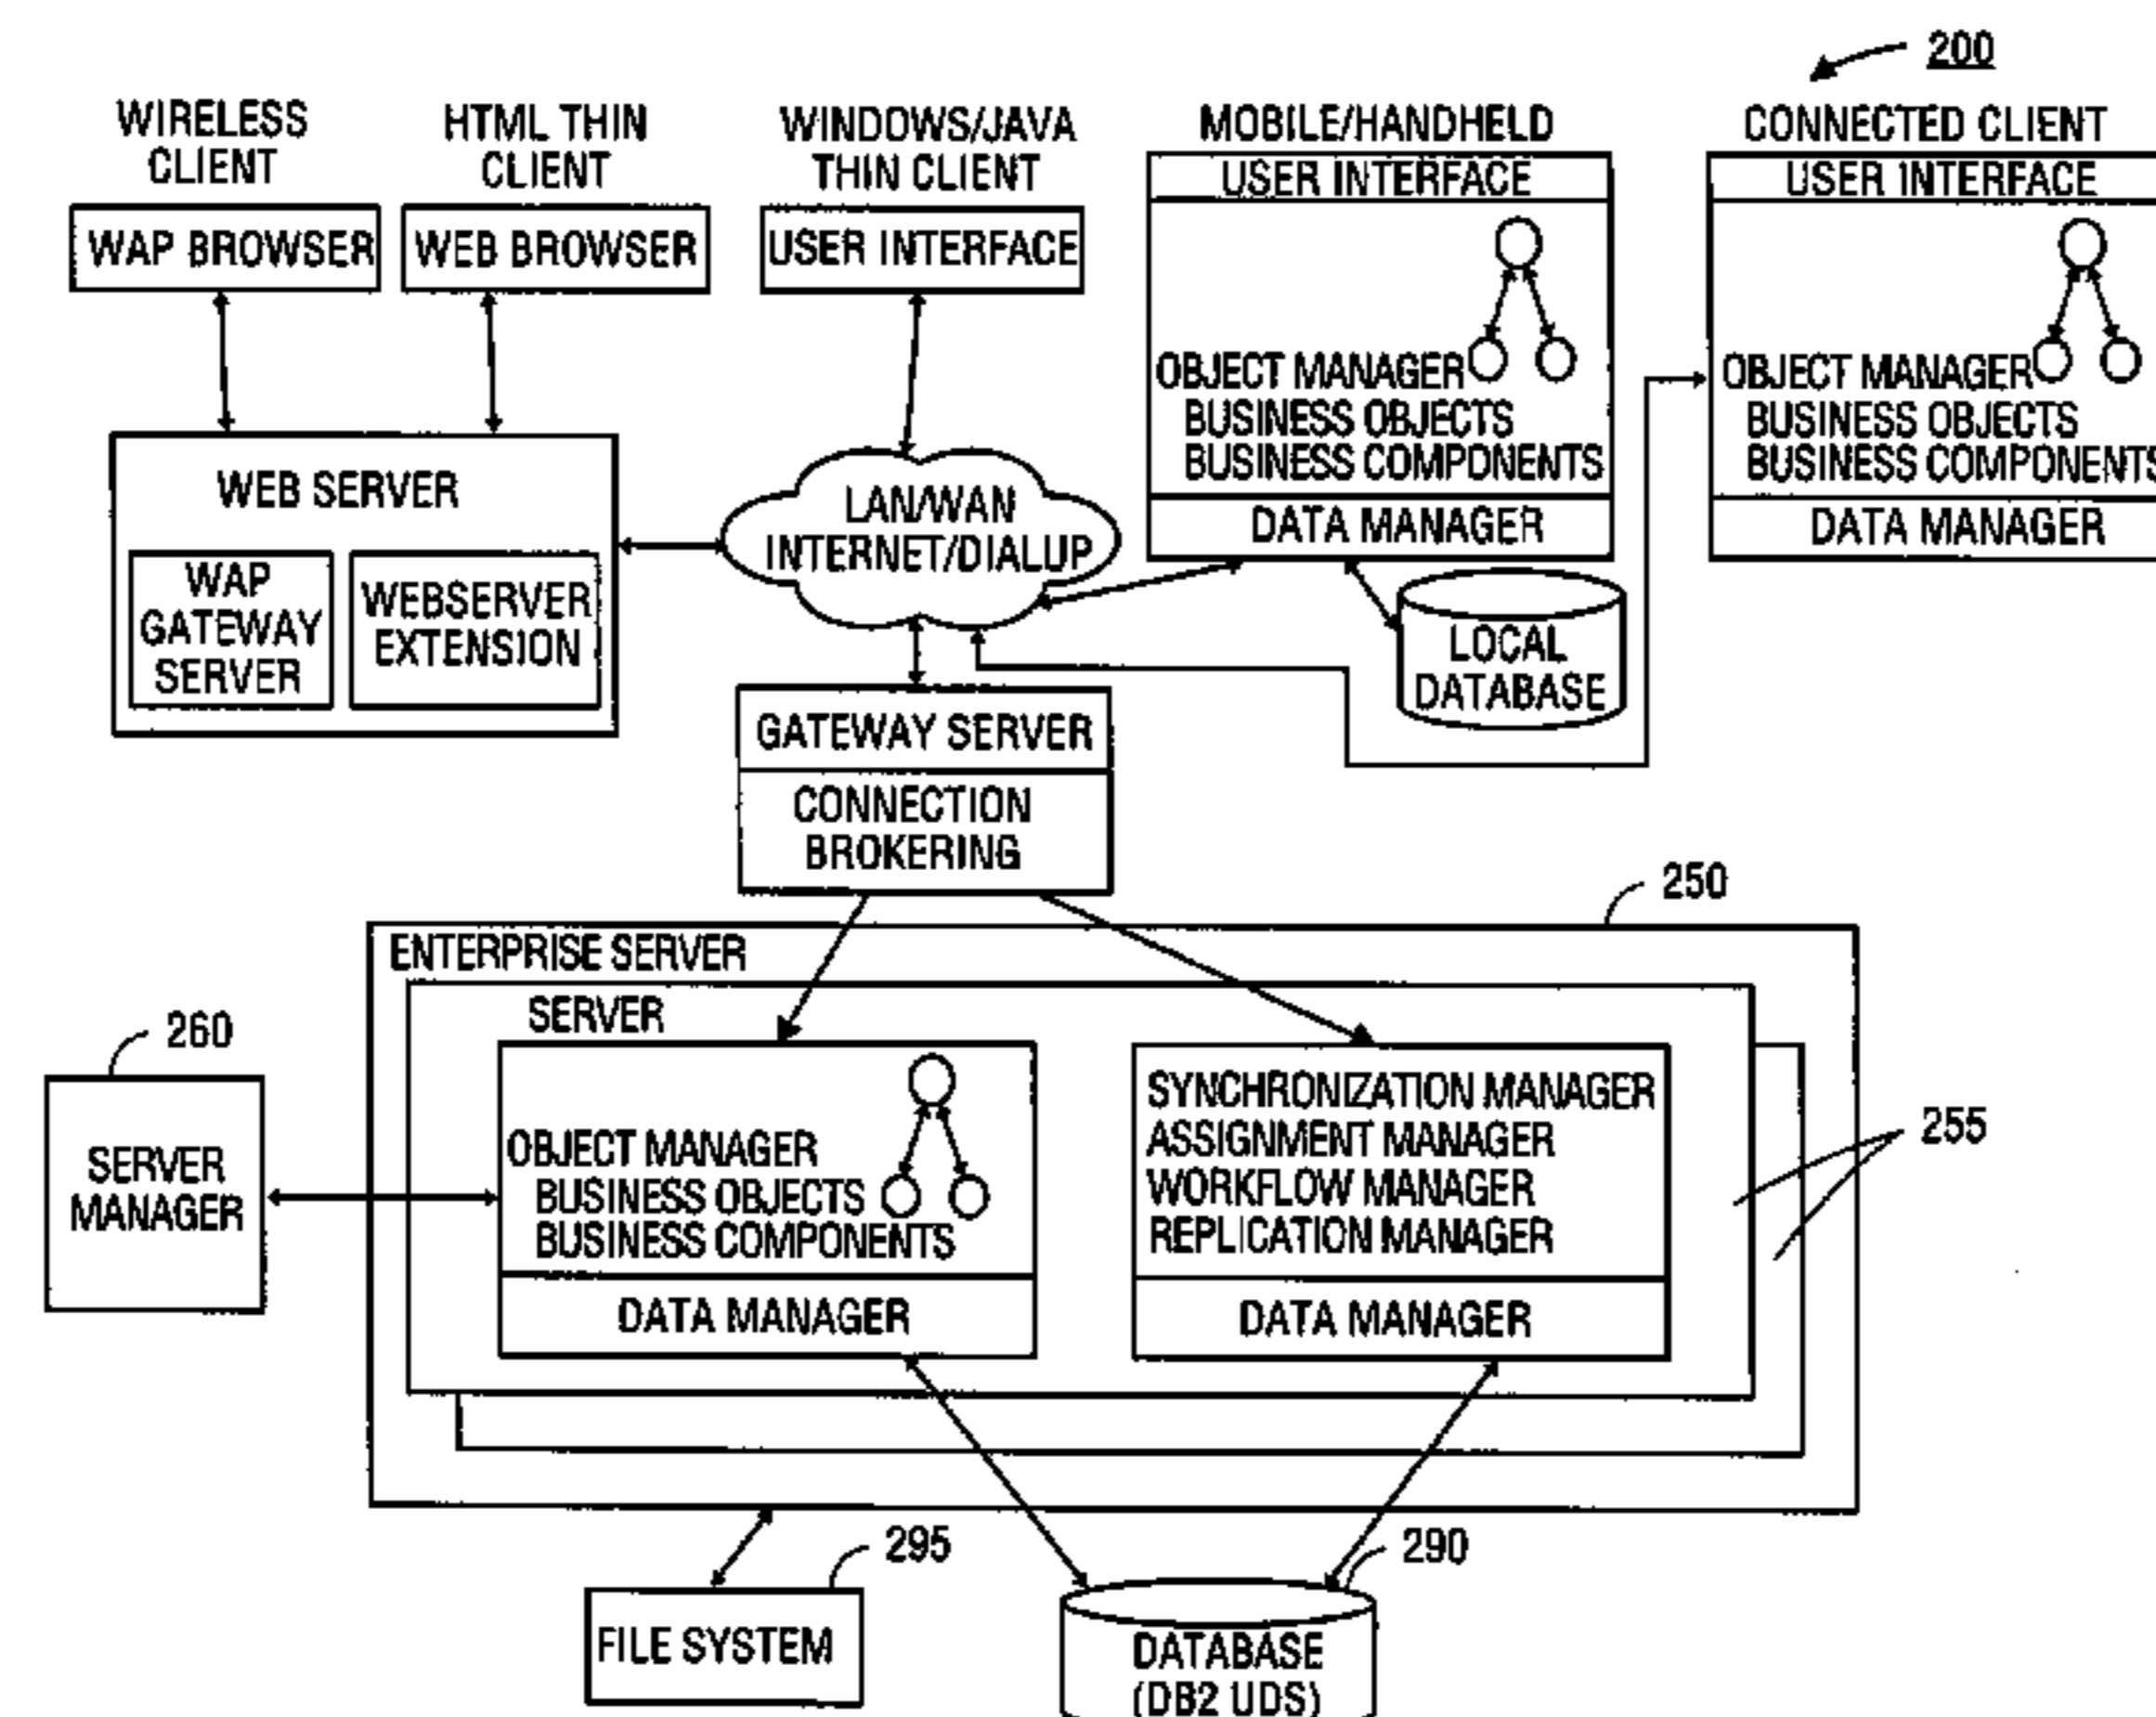 200
WIRELESS
CLIENT
HTML THIN
CLIENT
WINDOWS/JAVA
THIN CLIENT
MOBILE/HANDHELD
CONNECTED CLIENT
WAP BROWSER
WEB BROWSER
USER INTERFACE
USER INTERFACE
OBJECT MANAGER
BUSINESS OBJECTS
BUSINESS COMPONENTS
DATA MANAGER
USER INTERFACE
OBJECT MANAGER
BUSINESS OBJECTS
BUSINESS COMPONENTS
DATA MANAGER
WEB SERVER
WAP
GATEWAY
SERVER
WEBSERVER
EXTENSION
LAN/WAN
INTERNET/DIALUP
LOCAL
DATABASE
GATEWAY SERVER
CONNECTION
BROKERING
250
ENTERPRISE SERVER
SERVER
260
SERVER
MANAGER
OBJECT MANAGER
BUSINESS OBJECTS
BUSINESS COMPONENTS
DATA MANAGER
SYNCHRONIZATION MANAGER
ASSIGNMENT MANAGER
WORKFLOW MANAGER
REPLICATION MANAGER
DATA MANAGER
255
295
FILE SYSTEM
290
DATABASE
(DB2 UDS)